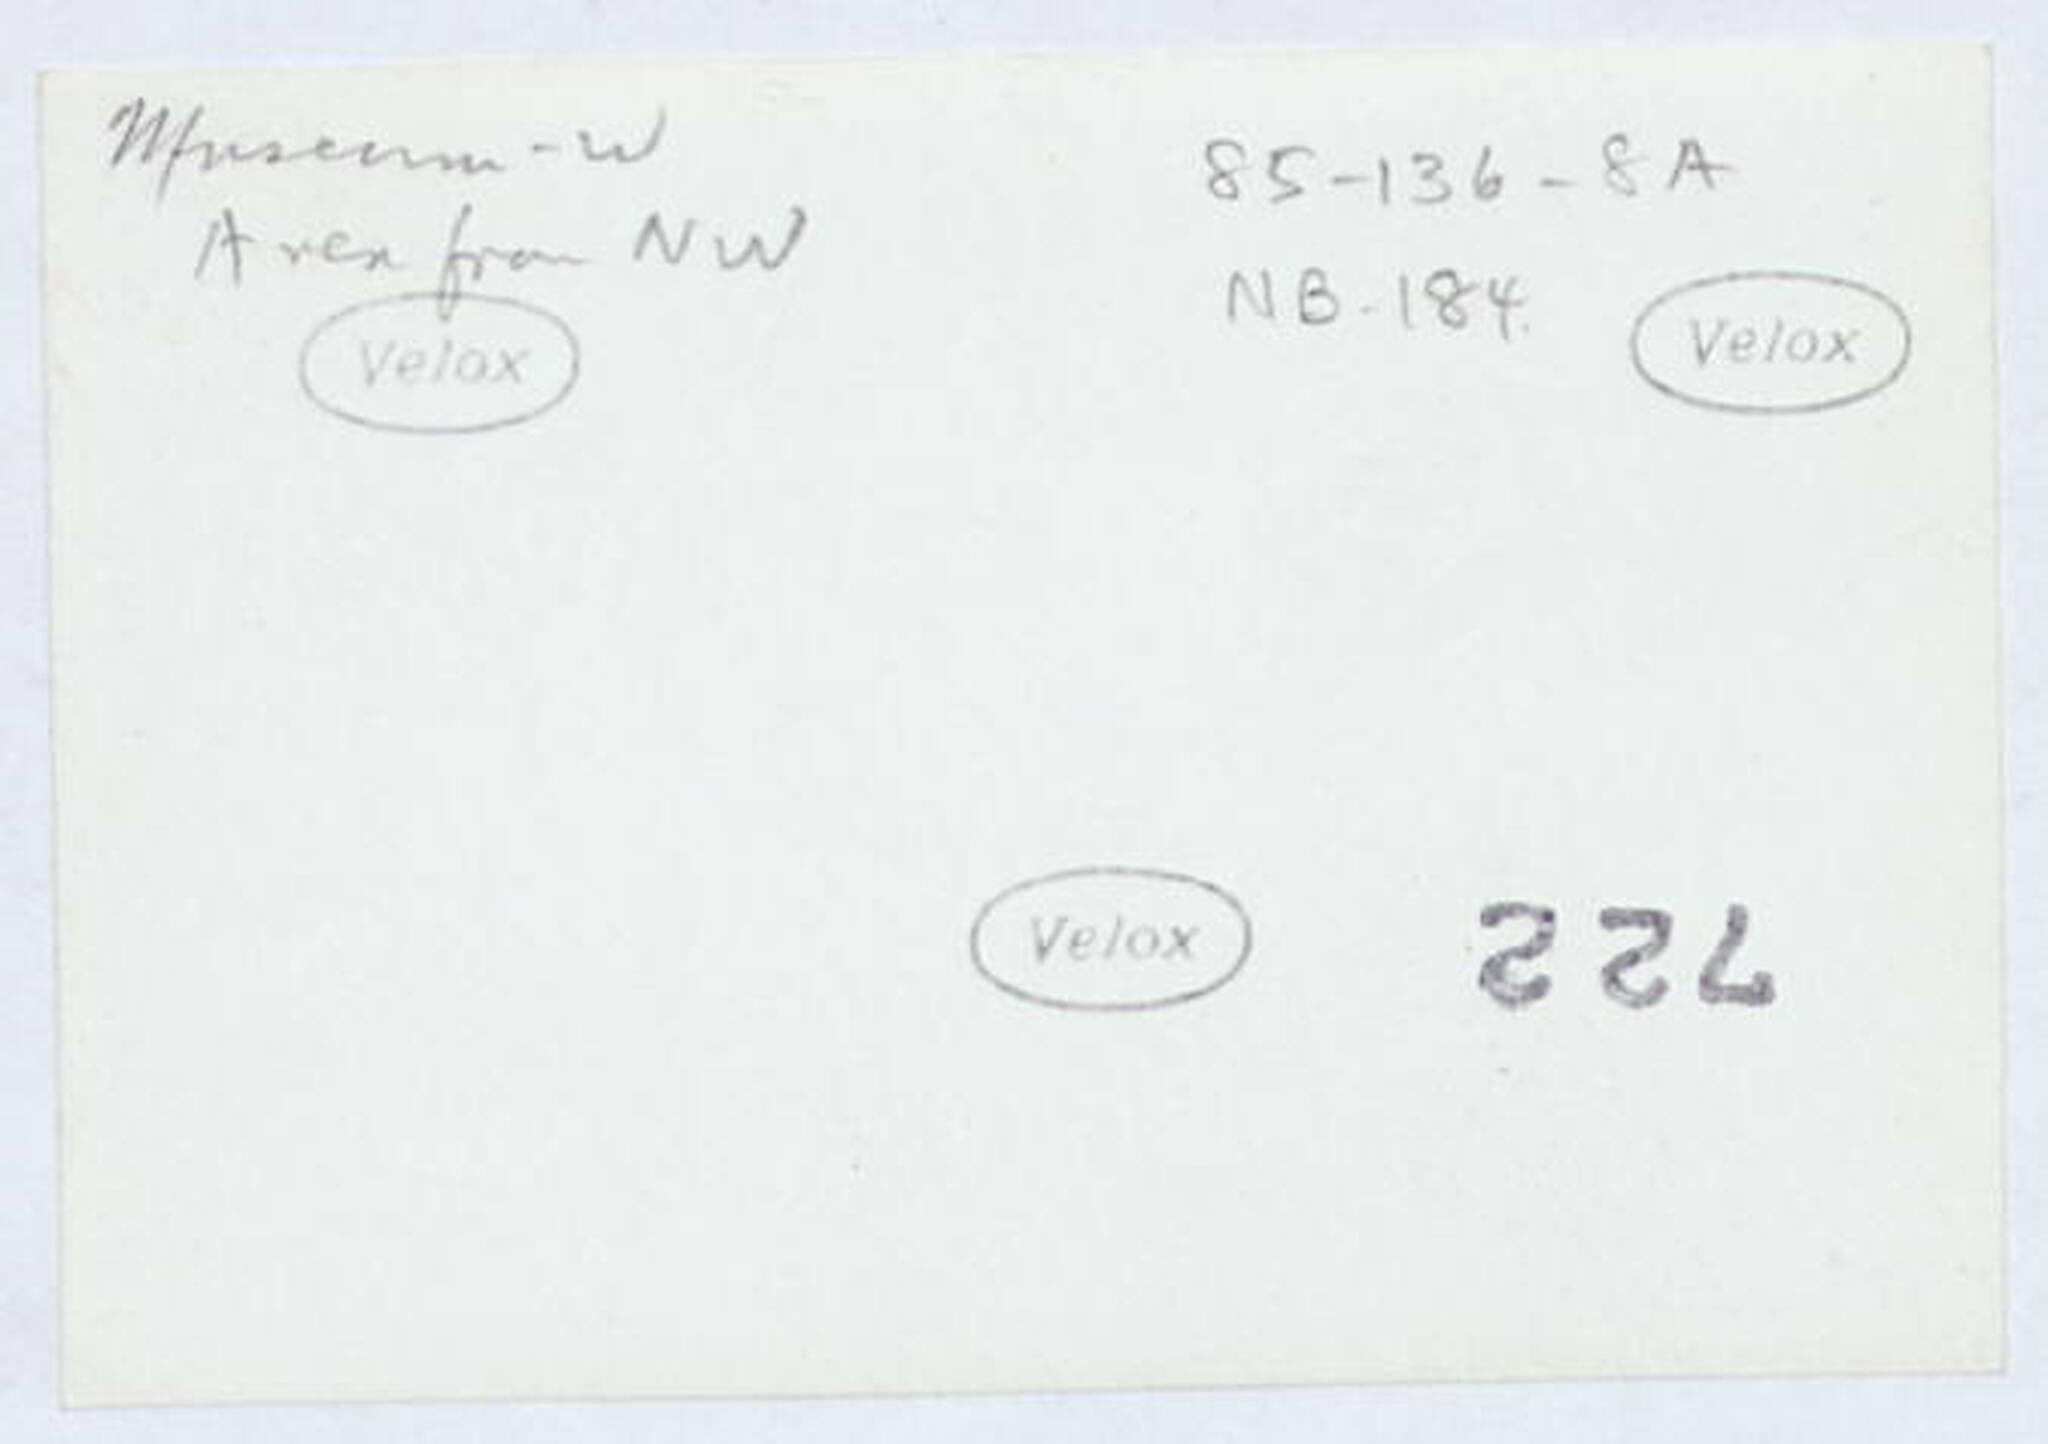 Museum - W
Area from NW
85-136-8A
NB-184.
Velox
Velox
Velox
722